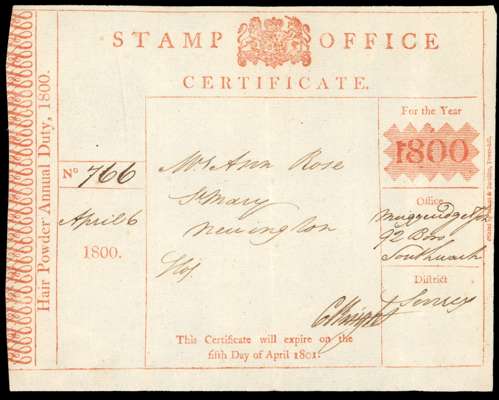 STAMP OFFICE
CERTIFICATE.
Hair Powder Annual Duty, 1800.
No 766
April 6
1800.
Mrs Ann Rose
St Mary
Newington
For the Year
1800
Office
92 Boro
Southwark
District
Surrey
This Certificate will expire on the
fifth Day of April 1801: